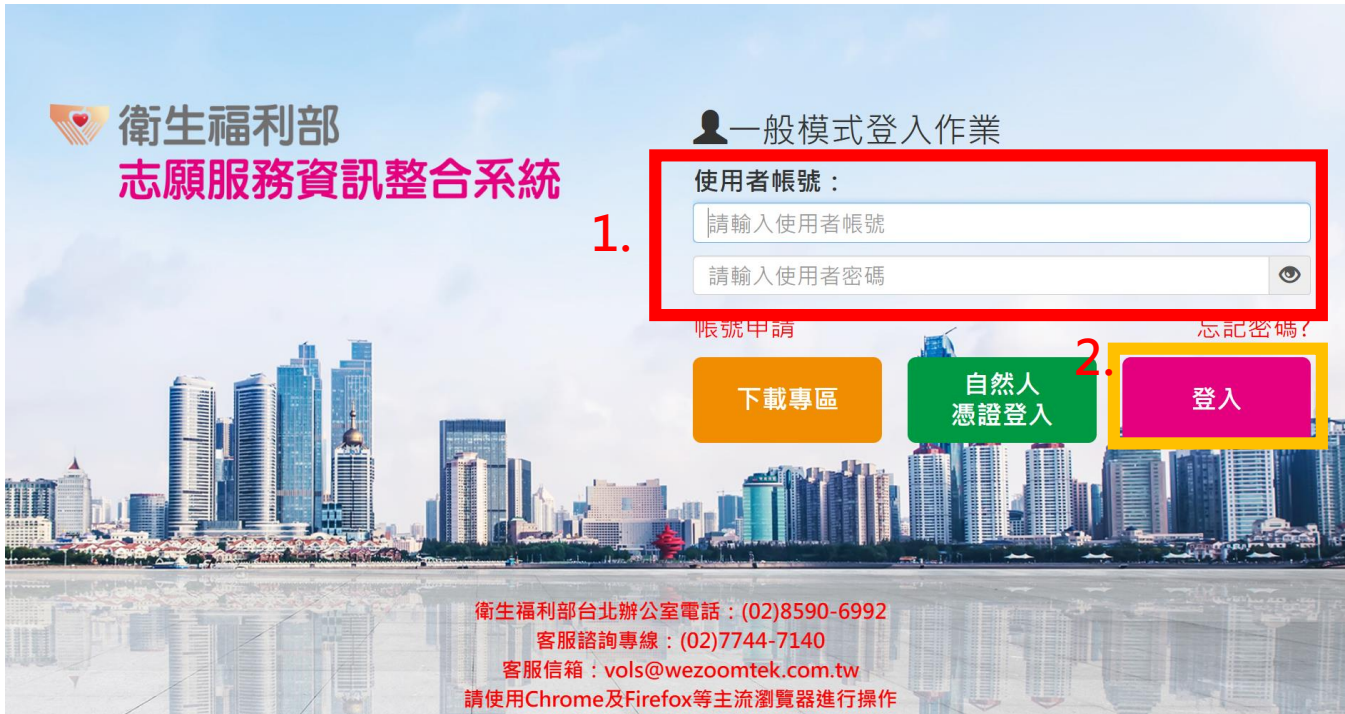 衛生福利部
志願服務資訊整合系統
一般模式登入作業
1.
使用者帳號：
請輸入使用者帳號
請輸入使用者密碼
帳號申請
忘記密碼?
2.
下載專區
自然人
憑證登入
登入
衛生福利部台北辦公室電話：(02)8590-6992
客服諮詢專線：(02)7744-7140
客服信箱：vols@wezoomtek.com.tw
請使用Chrome及Firefox等主流瀏覽器進行操作